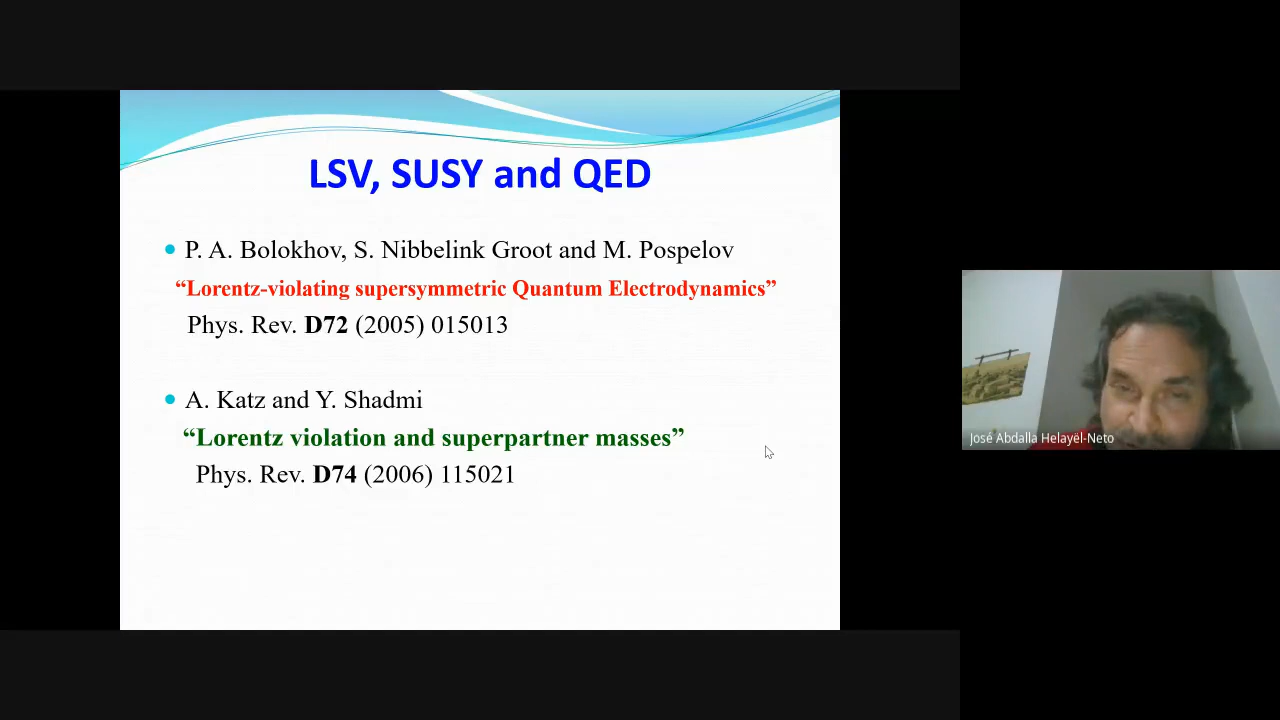 LSV, SUSY and QED
P. A. Bolokhov, S. Nibbelink Groot and M. Pospelov
“Lorentz-violating supersymmetric Quantum Electrodynamics”
Phys. Rev. D72 (2005) 015013
A. Katz and Y. Shadmi
“Lorentz violation and superpartner masses”
Phys. Rev. D74 (2006) 115021
José Abdalla Helayël-Neto